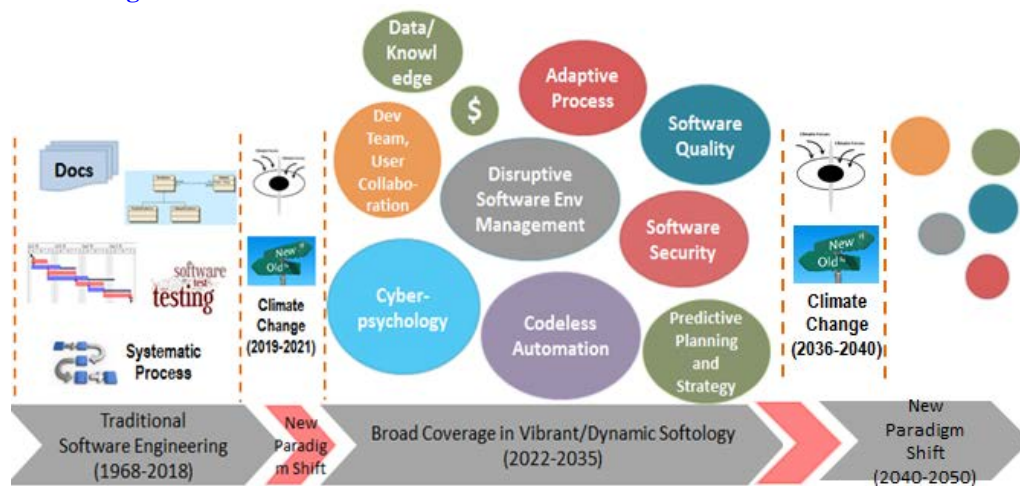 Docs
software
test
testing
Systematic
Process
New
Old
Climate
Change
(2019-2021)
Data/
Knowl
edge
$
Dev
Team,
User
Collabo-
ration
Adaptive
Process
Software
Quality
Disruptive
Software Env
Management
Software
Security
Cyber-
psychology
Codeless
Automation
Predictive
Planning
and
Strategy
New
Old
Climate
Change
(2036-2040)
Traditional
Software Engineering
(1968-2018)
New
Paradig
m Shift
Broad Coverage in Vibrant/Dynamic Softology
(2022-2035)
New
Paradigm
Shift
(2040-2050)